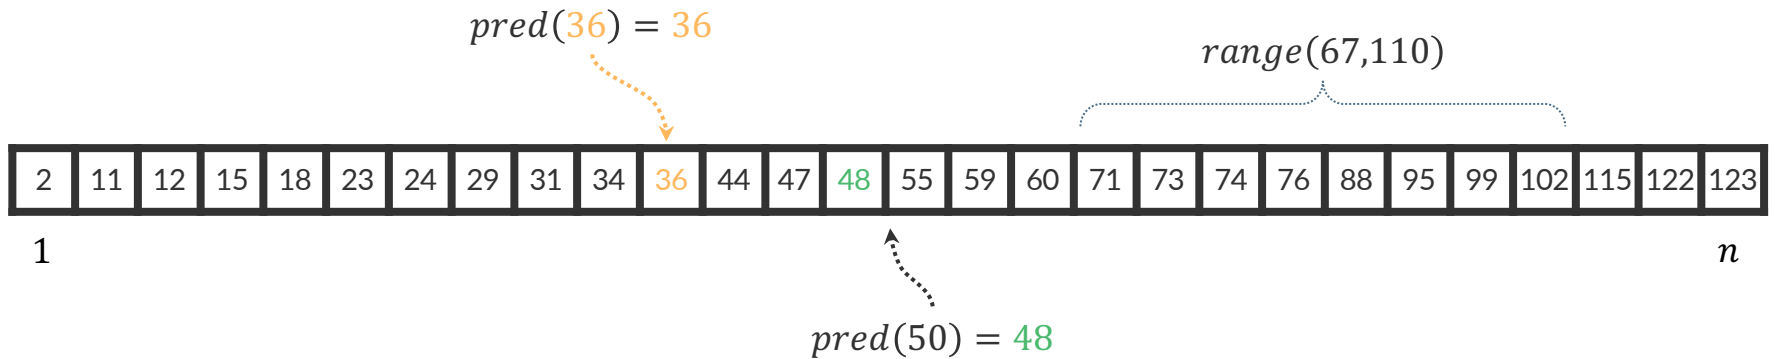 pred(36) = 36
range(67,110)
2 11 12 15 18 23 24 29 31 34 36 44 47 48 55 59 60 71 73 74 76 88 95 99 102 115 122 123
1 n
pred(50) = 48